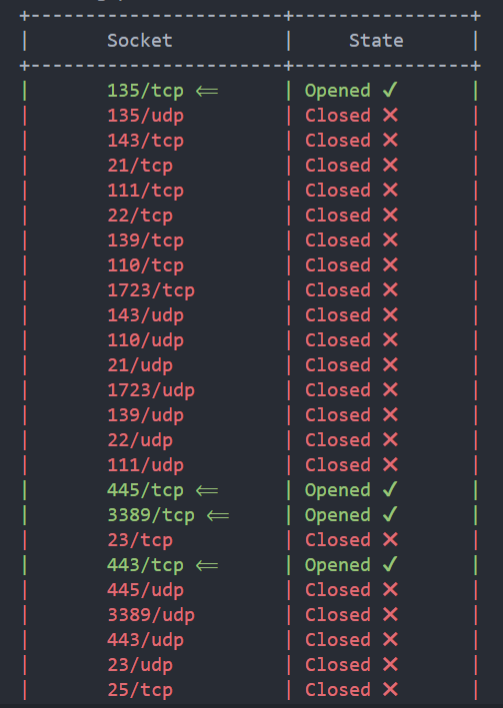 Socket | State
135/tcp <= | Opened ✓
135/udp | Closed ✕
143/tcp | Closed ✕
21/tcp | Closed ✕
111/tcp | Closed ✕
22/tcp | Closed ✕
139/tcp | Closed ✕
110/tcp | Closed ✕
1723/tcp | Closed ✕
143/udp | Closed ✕
110/udp | Closed ✕
21/udp | Closed ✕
1723/udp | Closed ✕
139/udp | Closed ✕
22/udp | Closed ✕
111/udp | Closed ✕
445/tcp <= | Opened ✓
3389/tcp <= | Opened ✓
23/tcp | Closed ✕
443/tcp <= | Opened ✓
445/udp | Closed ✕
3389/udp | Closed ✕
443/udp | Closed ✕
23/udp | Closed ✕
25/tcp | Closed ✕